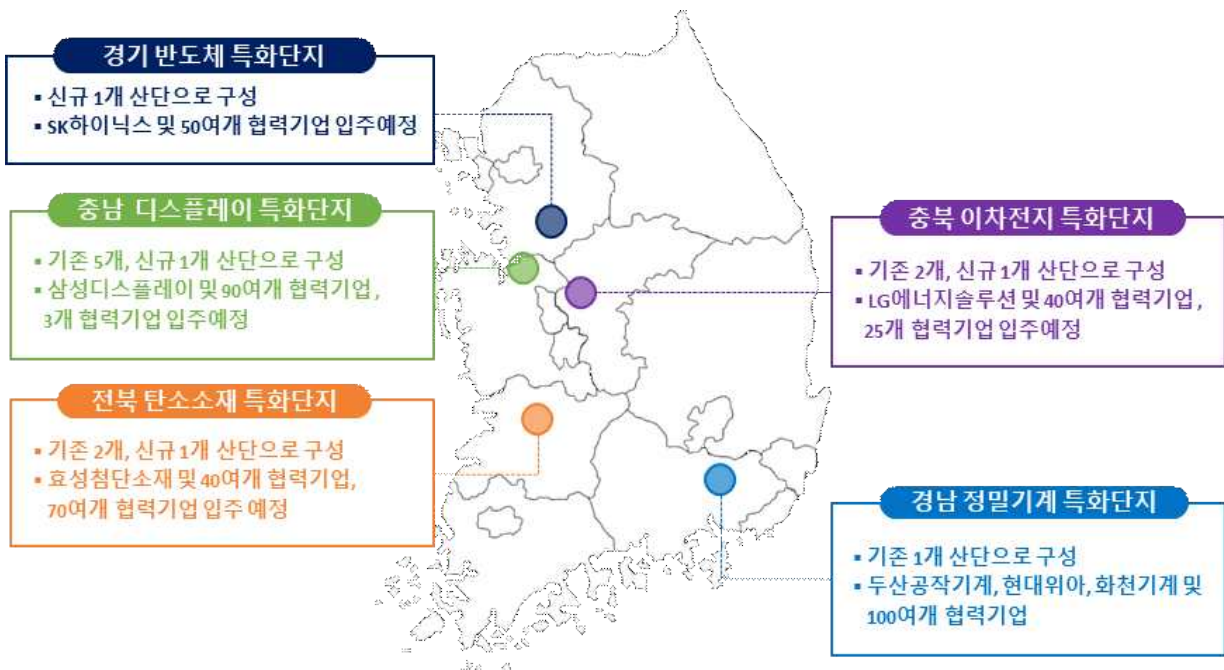 경기 반도체 특화단지
▪ 신규 1개 산단으로 구성
▪ SK하이닉스 및 50여개 협력기업 입주예정
충남 디스플레이 특화단지
▪ 기존 5개, 신규 1개 산단으로 구성
▪ 삼성디스플레이 및 90여개 협력기업,
3개 협력기업 입주예정
전북 탄소소재 특화단지
▪ 기존 2개, 신규 1개 산단으로 구성
▪ 효성첨단소재 및 40여개 협력기업,
70여개 협력기업 입주 예정
충북 이차전지 특화단지
▪ 기존 2개, 신규 1개 산단으로 구성
▪ LG에너지솔루션 및 40여개 협력기업,
25개 협력기업 입주예정
경남 정밀기계 특화단지
▪ 기존 1개 산단으로 구성
▪ 두산공작기계, 현대위아, 화천기계 및
100여개 협력기업